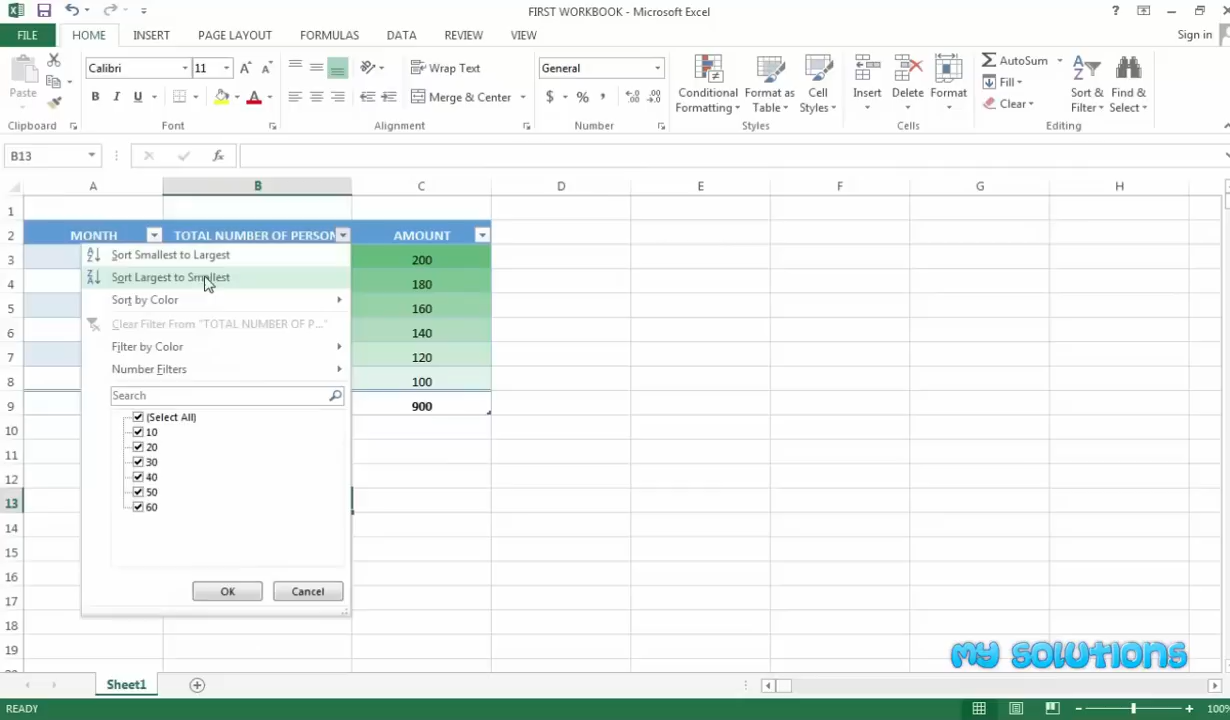 FIRST WORKBOOK - Microsoft Excel
?
FILE HOME INSERT PAGE LAYOUT FORMULAS DATA REVIEW VIEW Sign in
Paste
Clipboard
Calibri 11
B I U
Font
Wrap Text
Merge & Center
Alignment
General
$ % ,
Number
Conditional Formatting
Format as Table
Cell Styles
Styles
Insert Delete Format
Cells
AutoSum
Fill
Clear
Sort & Filter
Find & Select
Editing
B13
fx
A B C D E F G H
1
2 MONTH TOTAL NUMBER OF PERSON AMOUNT
3 200
4 180
5 160
6 140
7 120
8 100
9 900
10
11
12
13
14
15
16
17
18
19
Sort Smallest to Largest
Sort Largest to Smallest
Sort by Color
Clear Filter From "TOTAL NUMBER OF P..."
Filter by Color
Number Filters
Search
(Select All)
10
20
30
40
50
60
OK Cancel
my solutions
Sheet1
READY
100%